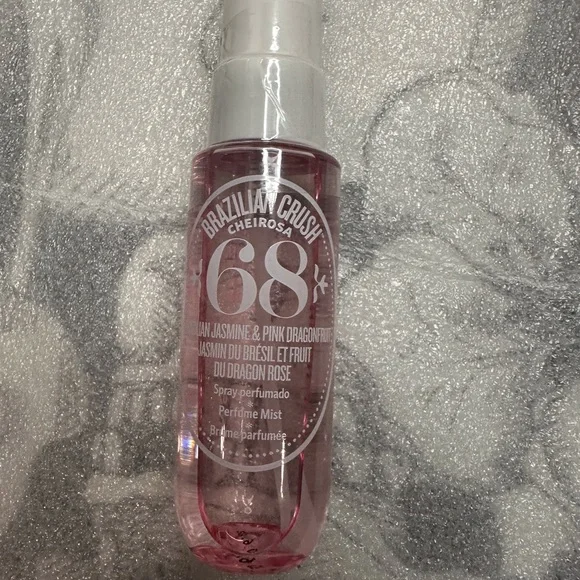 BRAZILIAN CRUSH
CHEIROSA
68
JASMINE & PINK DRAGONFRUIT
JASMIN DU BRÉSIL ET FRUIT
DU DRAGON ROSE
Spray perfumado
Perfume Mist
Brume parfumée